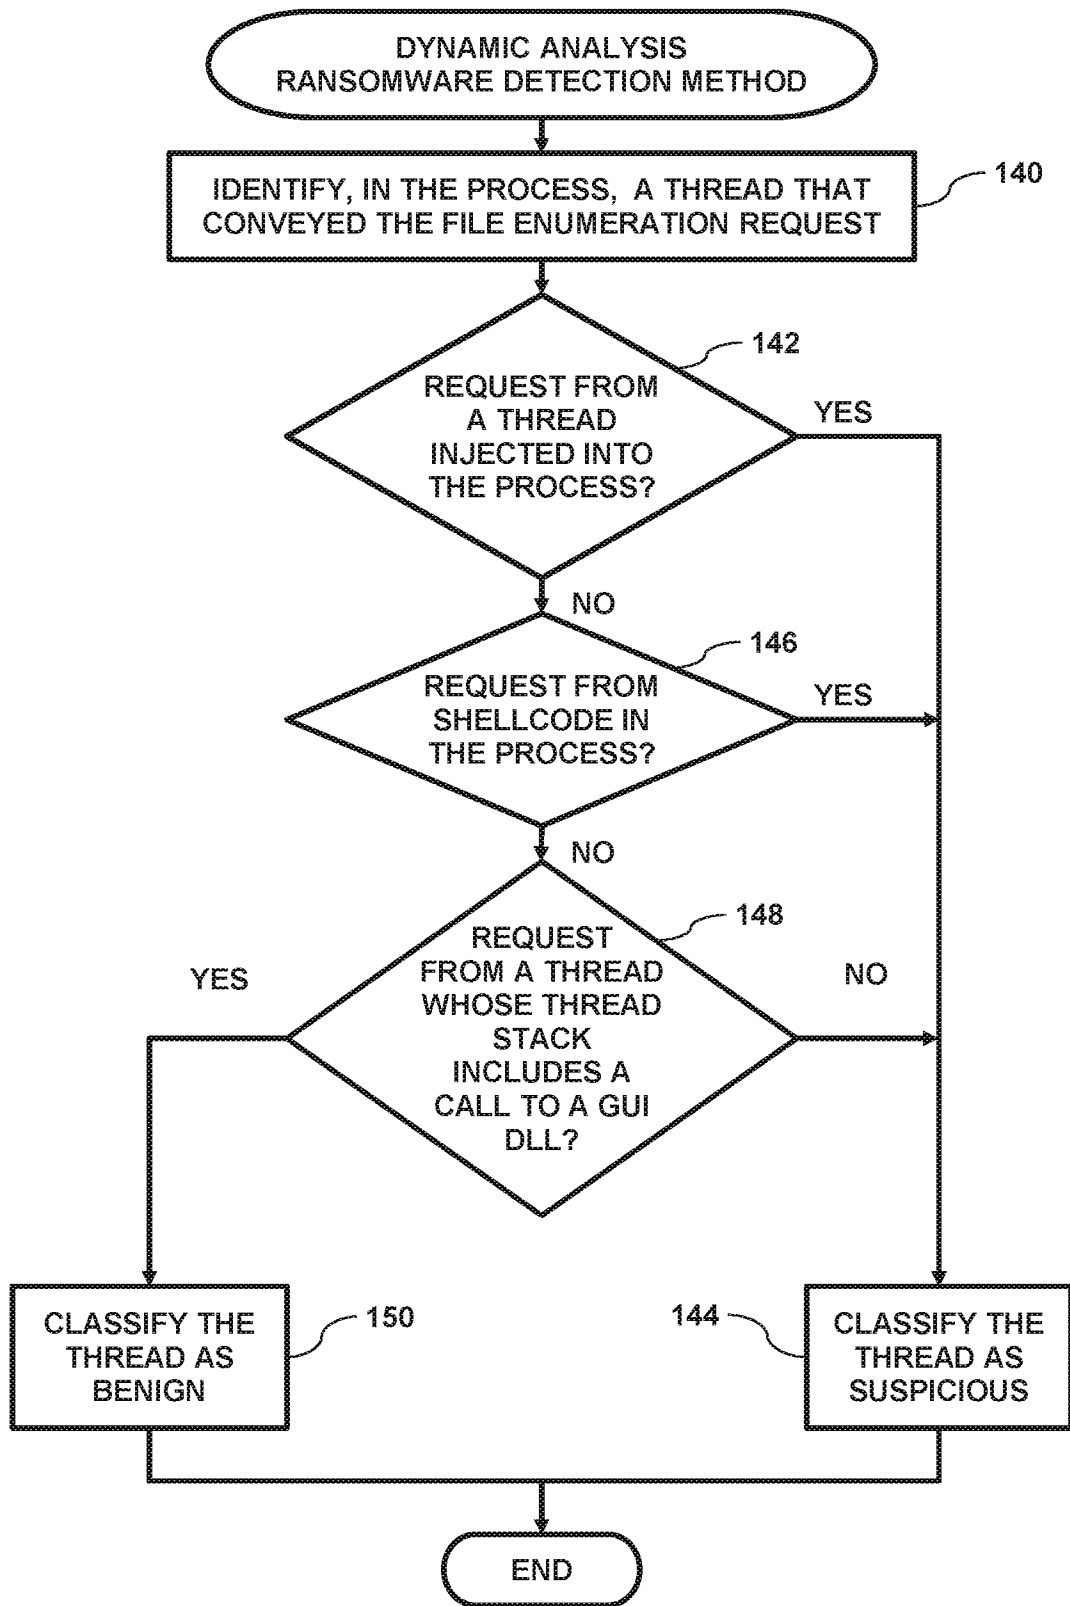 DYNAMIC ANALYSIS
RANSOMWARE DETECTION METHOD
IDENTIFY, IN THE PROCESS, A THREAD THAT
CONVEYED THE FILE ENUMERATION REQUEST
140
142
REQUEST FROM
A THREAD
INJECTED INTO
THE PROCESS?
YES
NO
146
REQUEST FROM
SHELLCODE IN
THE PROCESS?
YES
NO
148
REQUEST
FROM A THREAD
WHOSE THREAD
STACK
INCLUDES A
CALL TO A GUI
DLL?
YES
NO
CLASSIFY THE
THREAD AS
BENIGN
150
144
CLASSIFY THE
THREAD AS
SUSPICIOUS
END